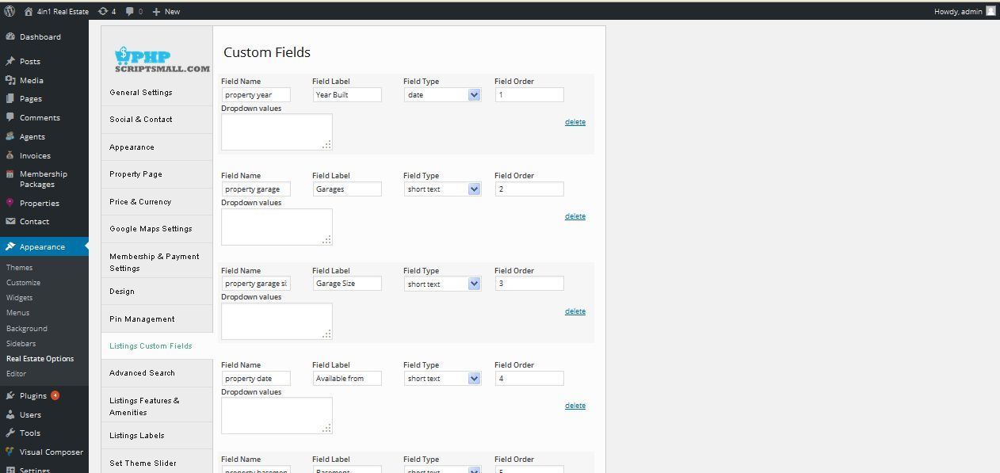 4in1 Real Estate 4 0 New Howdy, admin
Dashboard
Posts
Media
Pages
Comments
Agents
Invoices
Membership
Packages
Properties
Contact
Appearance
Themes
Customize
Widgets
Menus
Background
Sidebars
Real Estate Options
Editor
Plugins 4
Users
Tools
Visual Composer
Settings
$ PHP
SCRIPTSMALL.COM
General Settings
Social & Contact
Appearance
Property Page
Price & Currency
Google Maps Settings
Membership & Payment
Settings
Design
Pin Management
Listings Custom Fields
Advanced Search
Listings Features &
Amenities
Listings Labels
Set Theme Slider
Custom Fields
Field Name Field Label Field Type Field Order
property year Year Built date 1
Dropdown values
delete
Field Name Field Label Field Type Field Order
property garage Garages short text 2
Dropdown values
delete
Field Name Field Label Field Type Field Order
property garage si Garage Size short text 3
Dropdown values
delete
Field Name Field Label Field Type Field Order
property date Available from short text 4
Dropdown values
delete
Field Name Field Label Field Type Field Order
property basemen Basement short text 5